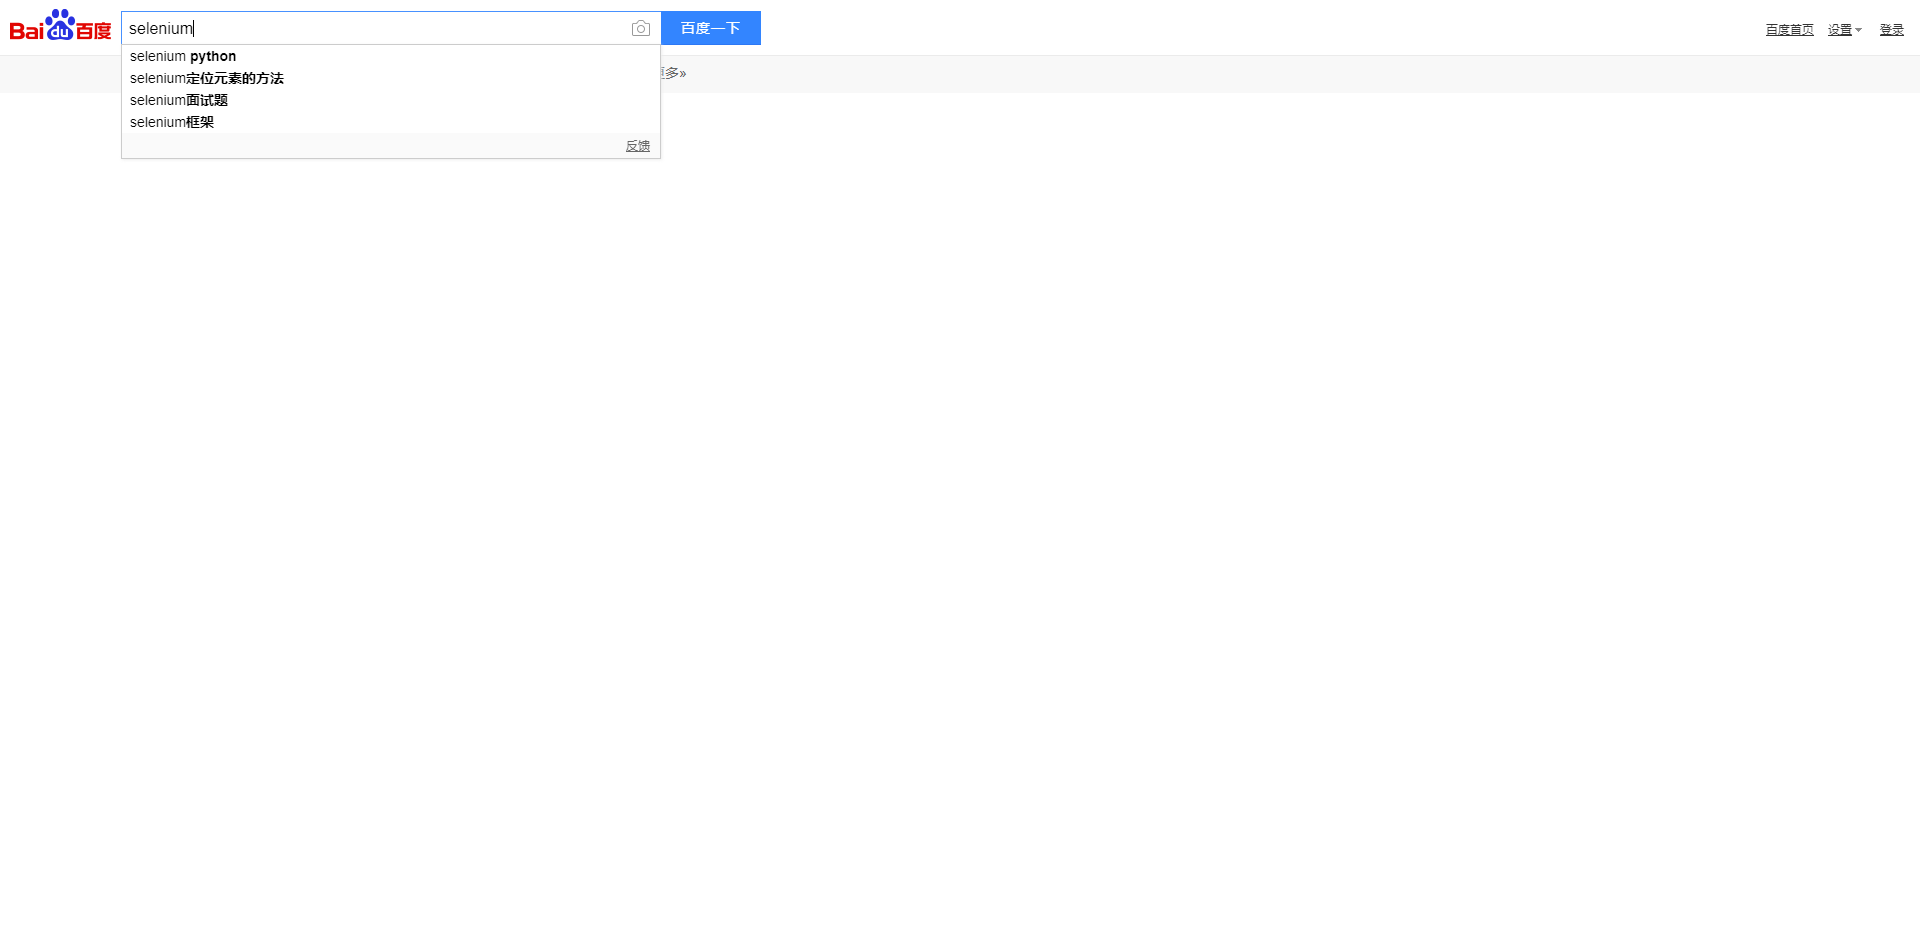 Bai du 百度 selenium 百度一下 百度首页 设置 登录
selenium python
更多»
selenium定位元素的方法
selenium面试题
selenium框架
反馈